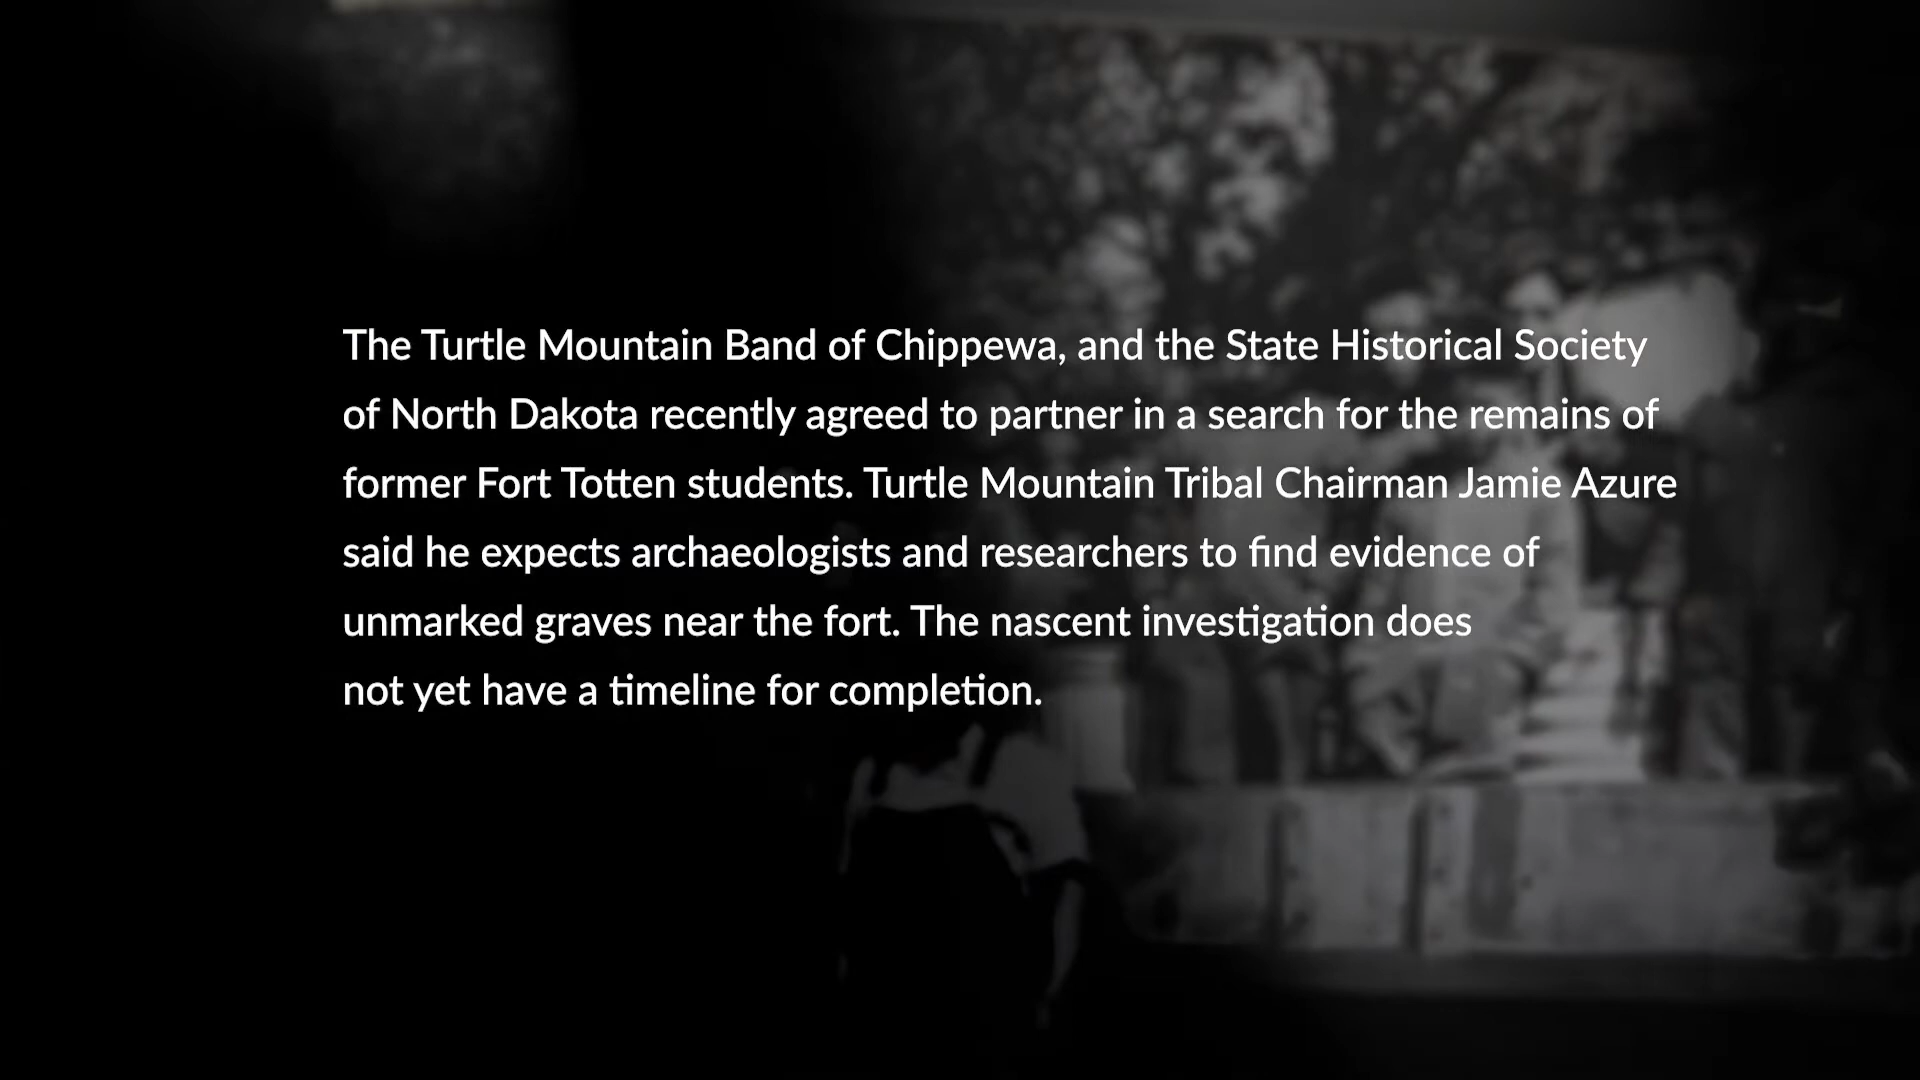 The Turtle Mountain Band of Chippewa, and the State Historical Society
of North Dakota recently agreed to partner in a search for the remains of
former Fort Totten students. Turtle Mountain Tribal Chairman Jamie Azure
said he expects archaeologists and researchers to find evidence of
unmarked graves near the fort. The nascent investigation does
not yet have a timeline for completion.